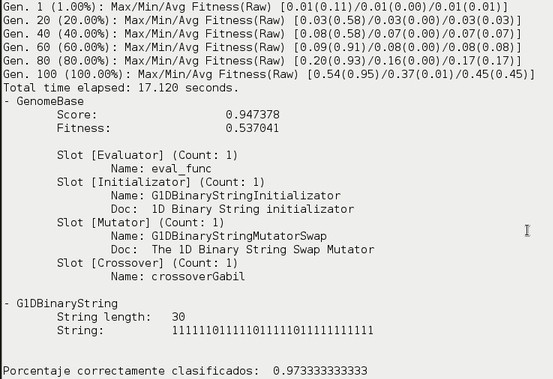 Gen. 1 (1.00%): Max/Min/Avg Fitness(Raw) [0.01(0.11)/0.01(0.00)/0.01(0.01)]
Gen. 20 (20.00%): Max/Min/Avg Fitness(Raw) [0.03(0.58)/0.03(0.00)/0.03(0.03)]
Gen. 40 (40.00%): Max/Min/Avg Fitness(Raw) [0.08(0.58)/0.07(0.00)/0.07(0.07)]
Gen. 60 (60.00%): Max/Min/Avg Fitness(Raw) [0.09(0.91)/0.08(0.00)/0.08(0.08)]
Gen. 80 (80.00%): Max/Min/Avg Fitness(Raw) [0.20(0.93)/0.16(0.00)/0.17(0.17)]
Gen. 100 (100.00%): Max/Min/Avg Fitness(Raw) [0.54(0.95)/0.37(0.01)/0.45(0.45)]
Total time elapsed: 17.120 seconds.
- GenomeBase
Score: 0.947378
Fitness: 0.537041
Slot [Evaluator] (Count: 1)
Name: eval_func
Slot [Initializator] (Count: 1)
Name: G1DBinaryStringInitializator
Doc: 1D Binary String initializator
Slot [Mutator] (Count: 1)
Name: G1DBinaryStringMutatorSwap
Doc: The 1D Binary String Swap Mutator
Slot [Crossover] (Count: 1)
Name: crossoverGabil
- G1DBinaryString
String length: 30
String: 111111011111011111011111111111
Porcentaje correctamente clasificados: 0.973333333333